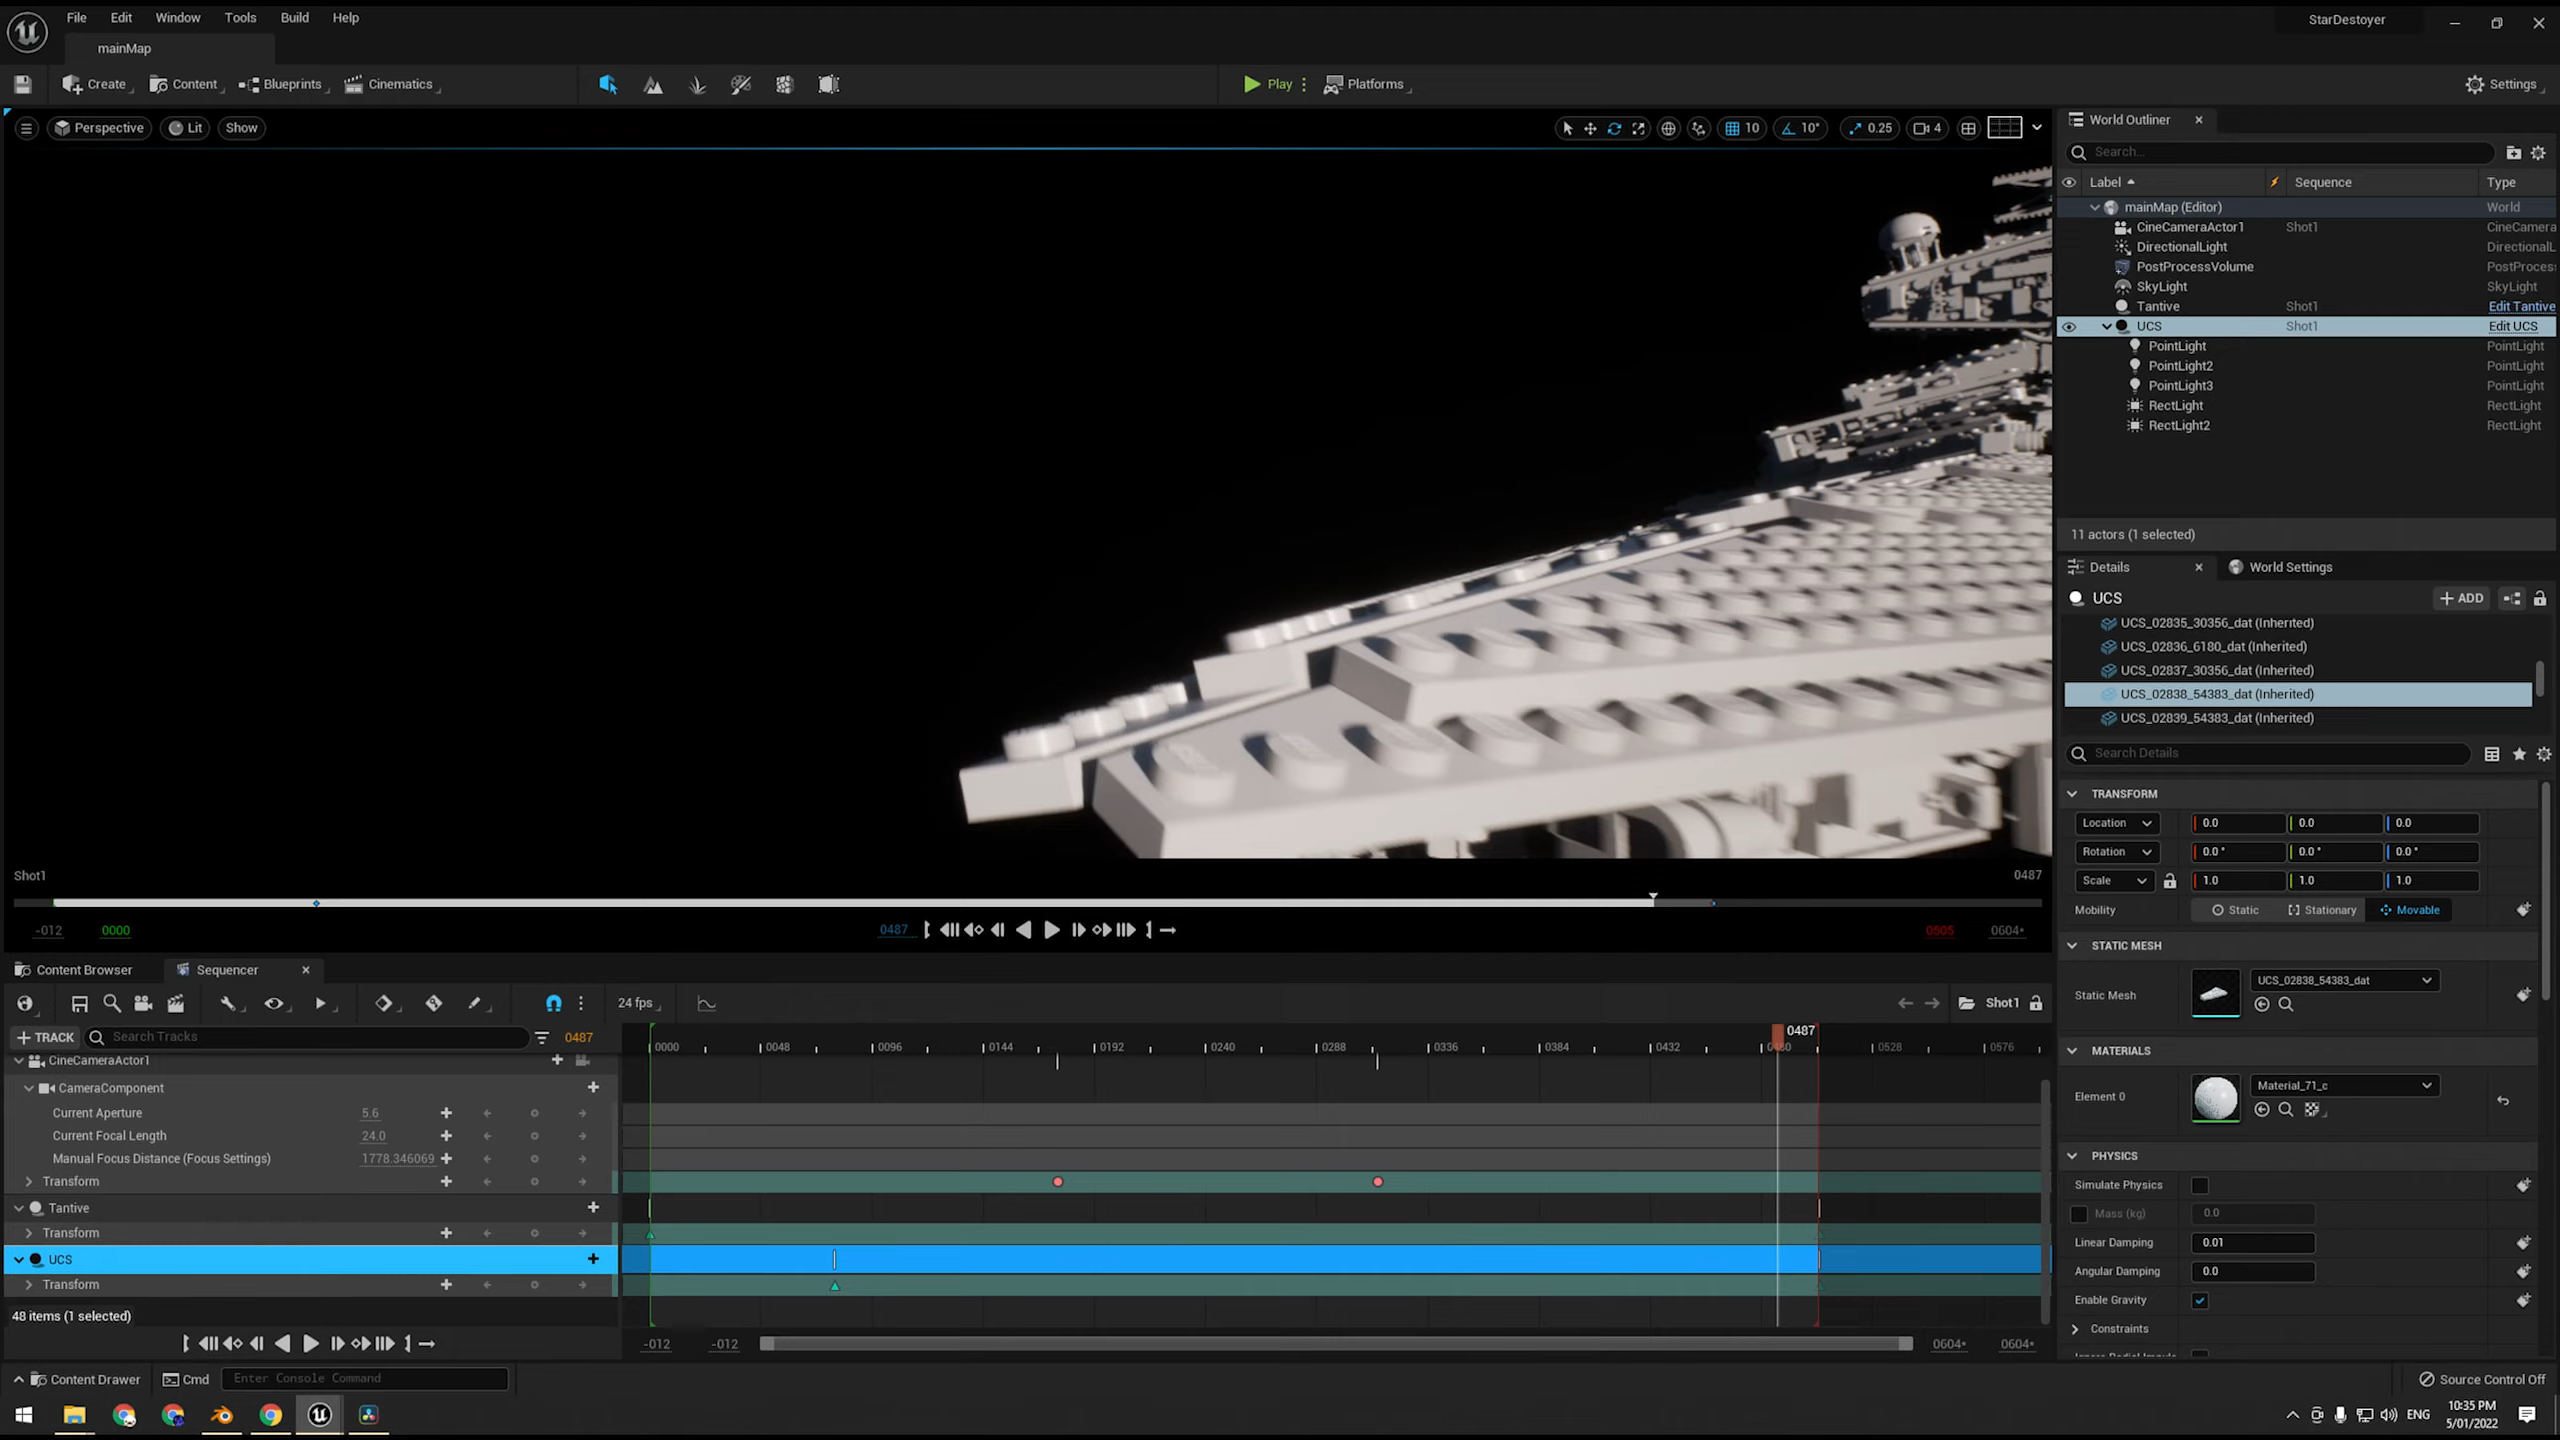 File Edit Window Tools Build Help
StarDestoyer
mainMap
Create Content Blueprints Cinematics Play Platforms Settings
Perspective Lit Show 10 10° 0.25 4
World Outliner
Search...
Label Sequence Type
mainMap (Editor) World
CineCameraActor1 Shot1 CineCamera
DirectionalLight DirectionalL
PostProcessVolume PostProces
SkyLight SkyLight
Tantive Shot1 Edit Tantive
UCS Shot1 Edit UCS
PointLight PointLight
PointLight2 PointLight
PointLight3 PointLight
RectLight RectLight
RectLight2 RectLight
11 actors (1 selected)
Details World Settings
UCS ADD
UCS_02835_30356_dat (Inherited)
UCS_02836_6180_dat (Inherited)
UCS_02837_30356_dat (Inherited)
UCS_02838_54383_dat (Inherited)
UCS_02839_54383_dat (Inherited)
Search Details
TRANSFORM
Location 0.0 0.0 0.0
Rotation 0.0° 0.0° 0.0°
Scale 1.0 1.0 1.0
Mobility Static Stationary Movable
STATIC MESH
Static Mesh UCS_02838_54383_dat
MATERIALS
Element 0 Material_71_c
PHYSICS
Simulate Physics
Mass (kg) 0.0
Linear Damping 0.01
Angular Damping 0.0
Enable Gravity
Constraints
Shot1 0487
-012 0000 0487 0505 0604*
Content Browser Sequencer
24 fps Shot1
TRACK Search Tracks 0487
0487
0000 0048 0096 0144 0192 0240 0288 0336 0384 0432 0480 0528 0576
CineCameraActor1
CameraComponent
Current Aperture 5.6
Current Focal Length 24.0
Manual Focus Distance (Focus Settings) 1778.346069
Transform
Tantive
Transform
UCS
Transform
48 items (1 selected)
-012 -012 0604* 0604*
Content Drawer Cmd Enter Console Command Source Control Off
ENG
10:35 PM
5/01/2022